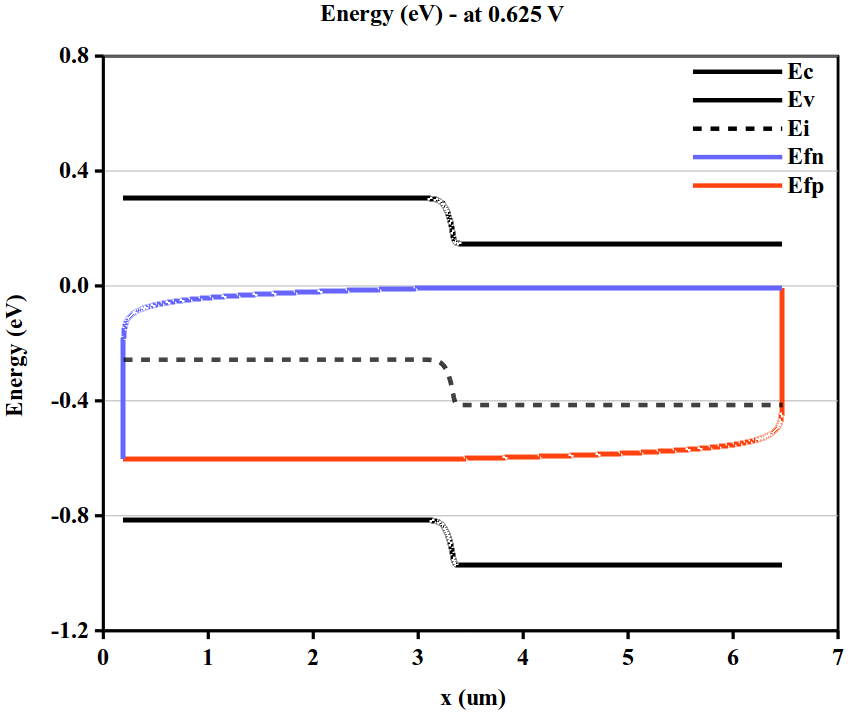 Energy (eV) - at 0.625 V
0.8
Ec
Ev
Ei
Efn
Efp
0.4
0.0
-0.4
-0.8
-1.2
Energy (eV)
0 1 2 3 4 5 6 7
x (um)